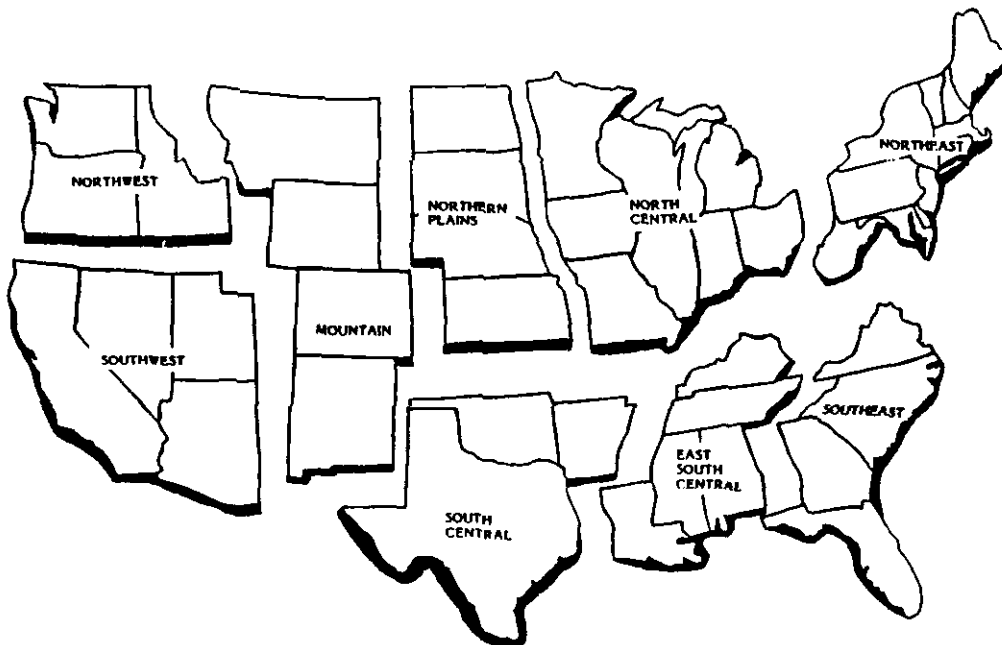 NORTHEAST
NORTHWEST
NORTHERN
PLAINS
NORTH
CENTRAL
MOUNTAIN
SOUTHWEST
SOUTHEAST
EAST
SOUTH
CENTRAL
SOUTH
CENTRAL